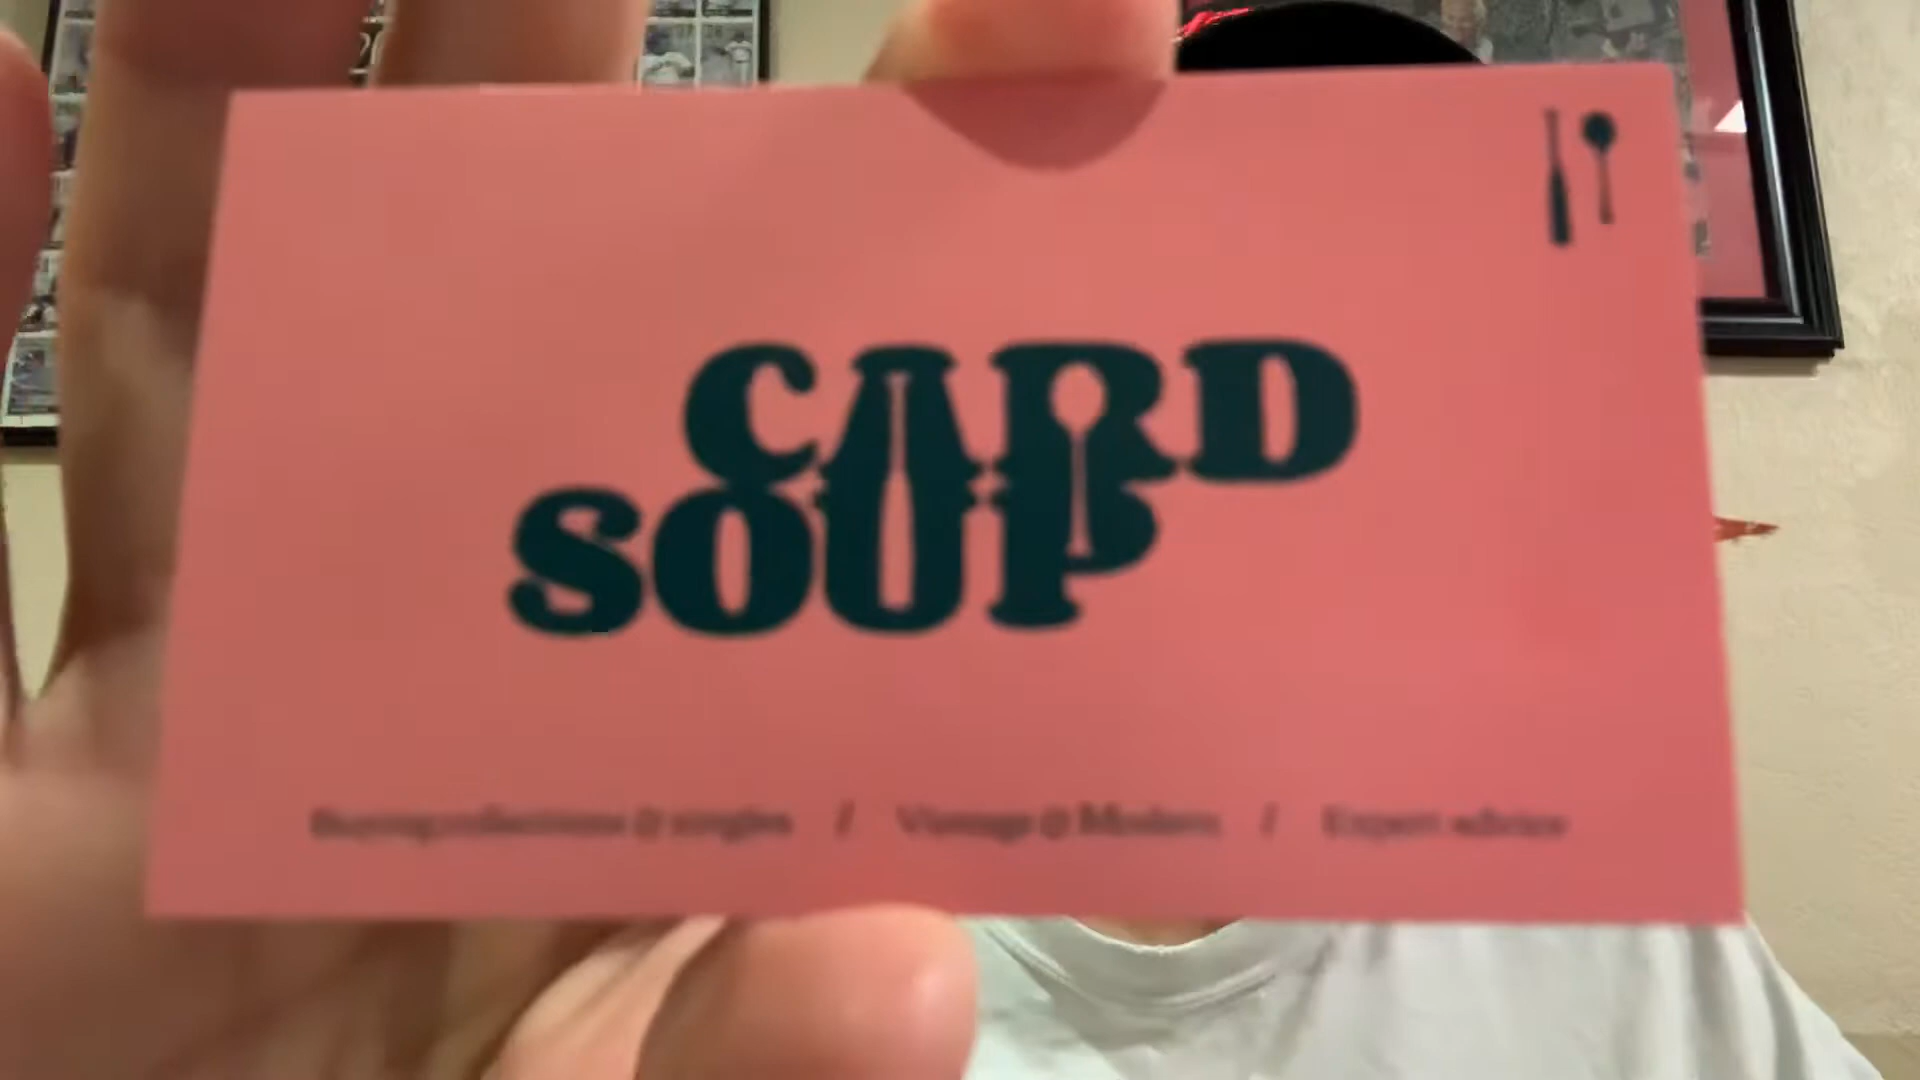 CARD
SOUP
Buying collections & singles / Vintage & Modern / Expert advice